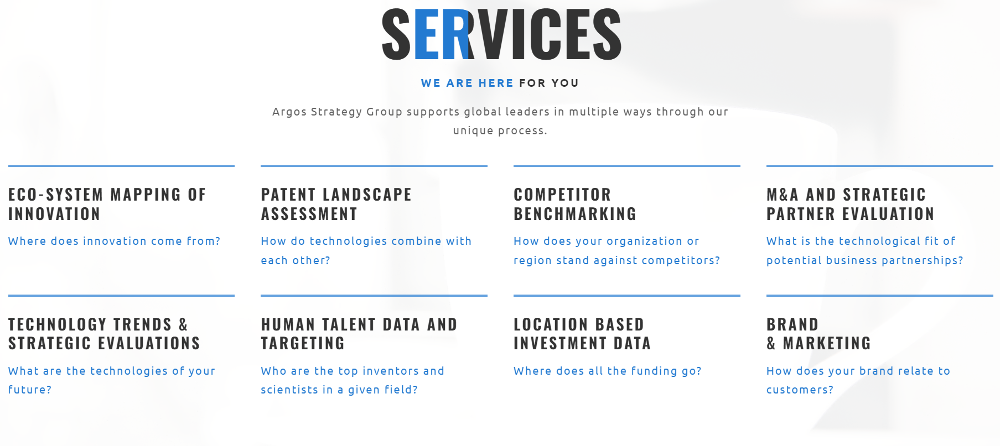 SERVICES
WE ARE HERE FOR YOU
Argos Strategy Group supports global leaders in multiple ways through our
unique process.
ECO-SYSTEM MAPPING OF
INNOVATION
Where does innovation come from?
PATENT LANDSCAPE
ASSESSMENT
How do technologies combine with
each other?
COMPETITOR
BENCHMARKING
How does your organization or
region stand against competitors?
M&A AND STRATEGIC
PARTNER EVALUATION
What is the technological fit of
potential business partnerships?
TECHNOLOGY TRENDS &
STRATEGIC EVALUATIONS
What are the technologies of your
future?
HUMAN TALENT DATA AND
TARGETING
Who are the top inventors and
scientists in a given field?
LOCATION BASED
INVESTMENT DATA
Where does all the funding go?
BRAND
& MARKETING
How does your brand relate to
customers?